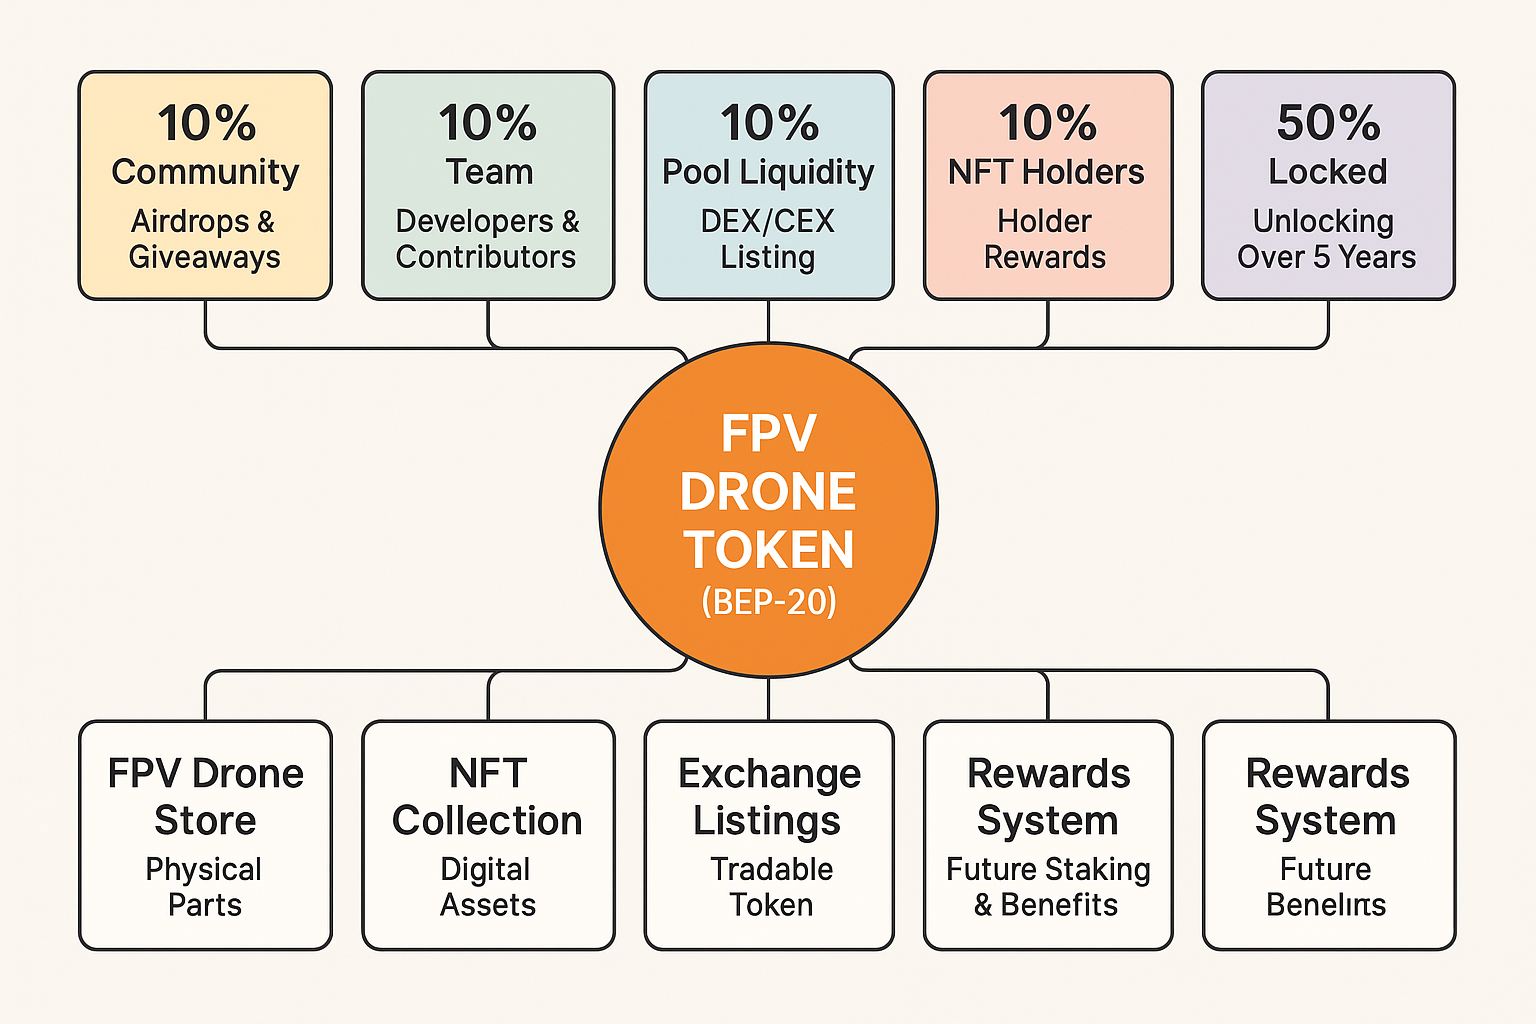 10%
Community
Airdrops &
Giveaways
10%
Team
Developers &
Contributors
10%
Pool Liquidity
DEX/CEX
Listing
10%
NFT Holders
Holder
Rewards
50%
Locked
Unlocking
Over 5 Years
FPV
DRONE
TOKEN
(BEP-20)
FPV Drone
Store
Physical
Parts
NFT
Collection
Digital
Assets
Exchange
Listings
Tradable
Token
Rewards
System
Future Staking
& Benefits
Rewards
System
Future